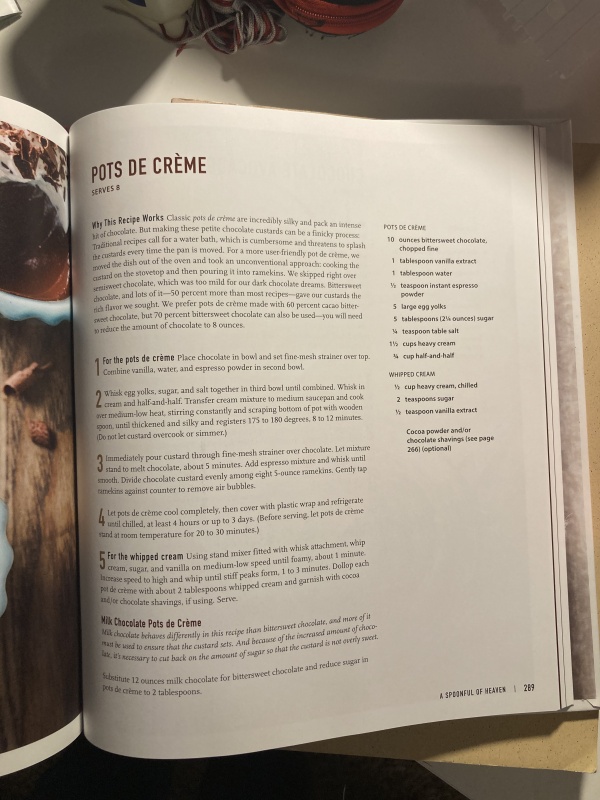 POTS DE CRÈME
SERVES 8
Why This Recipe Works Classic pots de crème are incredibly silky and pack an intense
hit of chocolate. But making these petite chocolate custards can be a finicky process:
Traditional recipes call for a water bath, which is cumbersome and threatens to splash
the custards every time the pan is moved. For a more user-friendly pot de crème, we
moved the dish out of the oven and took an unconventional approach: cooking the
custard on the stovetop and then pouring it into ramekins. We skipped right over
semisweet chocolate, which was too mild for our dark chocolate dreams. Bittersweet
chocolate, and lots of it—50 percent more than most recipes—gave our custards the
rich flavor we sought. We prefer pots de crème made with 60 percent cacao bitter-
sweet chocolate, but 70 percent bittersweet chocolate can also be used—you will need
to reduce the amount of chocolate to 8 ounces.
1 For the pots de crème Place chocolate in bowl and set fine-mesh strainer over top.
Combine vanilla, water, and espresso powder in second bowl.
2 Whisk egg yolks, sugar, and salt together in third bowl until combined. Whisk in
cream and half-and-half. Transfer cream mixture to medium saucepan and cook
over medium-low heat, stirring constantly and scraping bottom of pot with wooden
spoon, until thickened and silky and registers 175 to 180 degrees, 8 to 12 minutes.
(Do not let custard overcook or simmer.)
3 Immediately pour custard through fine-mesh strainer over chocolate. Let mixture
stand to melt chocolate, about 5 minutes. Add espresso mixture and whisk until
smooth. Divide chocolate custard evenly among eight 5-ounce ramekins. Gently tap
ramekins against counter to remove air bubbles.
4 Let pots de crème cool completely, then cover with plastic wrap and refrigerate
until chilled, at least 4 hours or up to 3 days. (Before serving, let pots de crème
stand at room temperature for 20 to 30 minutes.)
5 For the whipped cream Using stand mixer fitted with whisk attachment, whip
cream, sugar, and vanilla on medium-low speed until foamy, about 1 minute.
Increase speed to high and whip until stiff peaks form, 1 to 3 minutes. Dollop each
pot de crème with about 2 tablespoons whipped cream and garnish with cocoa
and/or chocolate shavings, if using. Serve.
Milk Chocolate Pots de Crème
Milk chocolate behaves differently in this recipe than bittersweet chocolate, and more of it
must be used to ensure that the custard sets. And because of the increased amount of choco-
late, it's necessary to cut back on the amount of sugar so that the custard is not overly sweet.
Substitute 12 ounces milk chocolate for bittersweet chocolate and reduce sugar in
pots de crème to 2 tablespoons.
POTS DE CRÈME
10 ounces bittersweet chocolate,
chopped fine
1 tablespoon vanilla extract
1 tablespoon water
½ teaspoon instant espresso
powder
5 large egg yolks
5 tablespoons (2¼ ounces) sugar
¼ teaspoon table salt
1½ cups heavy cream
¾ cup half-and-half
WHIPPED CREAM
½ cup heavy cream, chilled
2 teaspoons sugar
½ teaspoon vanilla extract
Cocoa powder and/or
chocolate shavings (see page
266) (optional)
A SPOONFUL OF HEAVEN | 289